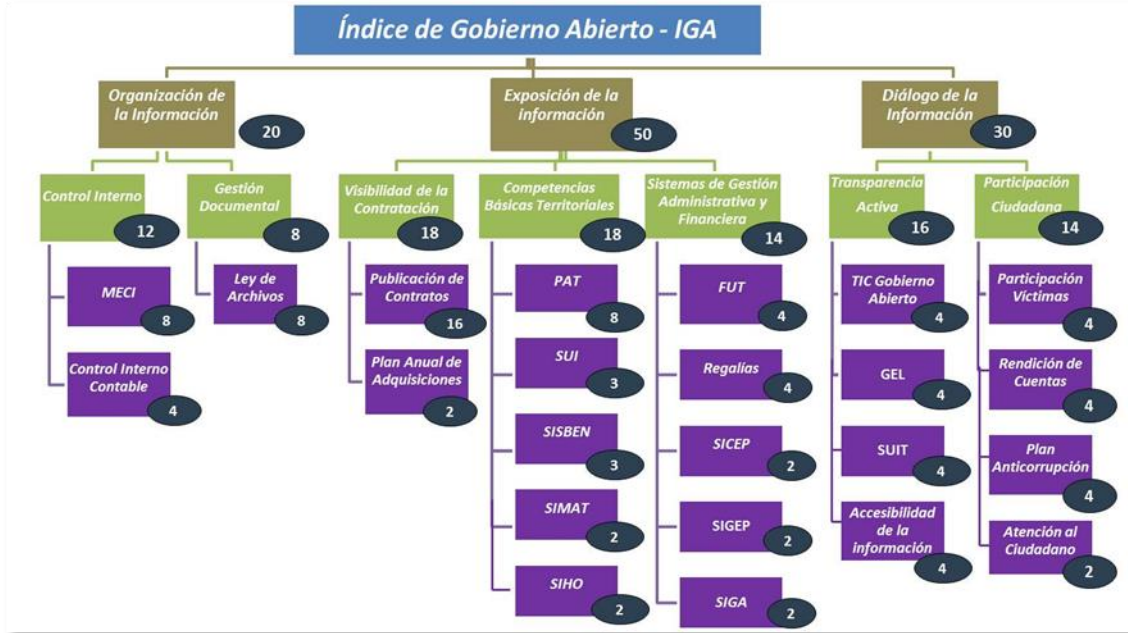 Índice de Gobierno Abierto - IGA
Organización de
la Información
20
Exposición de la
información
50
Diálogo de la
Información
30
Control Interno
12
Gestión
Documental
8
Visibilidad de la
Contratación
18
Competencias
Básicas Territoriales
18
Sistemas de Gestión
Administrativa y
Financiera
14
Transparencia
Activa
16
Participación
Ciudadana
14
MECI
8
Control Interno
Contable
4
Ley de
Archivos
8
Publicación de
Contratos
16
Plan Anual de
Adquisiciones
2
PAT
8
SUI
3
SISBEN
3
SIMAT
2
SIHO
2
FUT
4
Regalías
4
SICEP
2
SIGEP
2
SIGA
2
TIC Gobierno
Abierto
4
GEL
4
SUIT
4
Accesibilidad
de la
información
4
Participación
Víctimas
4
Rendición de
Cuentas
4
Plan
Anticorrupción
4
Atención al
Ciudadano
2